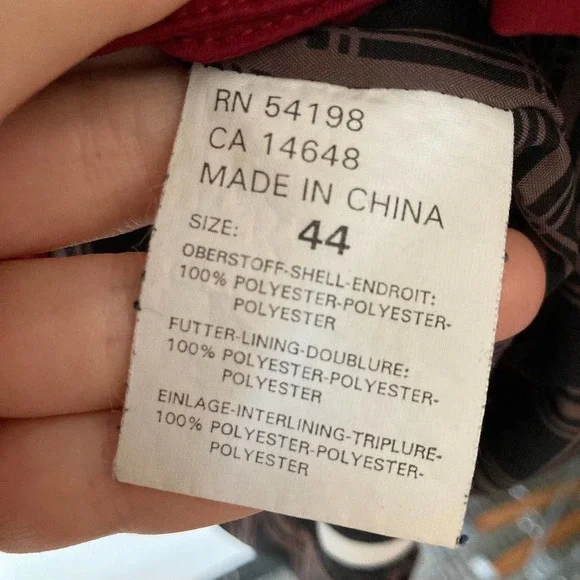 RN 54198
CA 14648
MADE IN CHINA
SIZE: 44
OBERSTOFF-SHELL-ENDROIT:
100% POLYESTER-POLYESTER-
POLYESTER
FUTTER-LINING-DOUBLURE:
100% POLYESTER-POLYESTER-
POLYESTER
EINLAGE-INTERLINING-TRIPLURE-
100% POLYESTER-POLYESTER-
POLYESTER